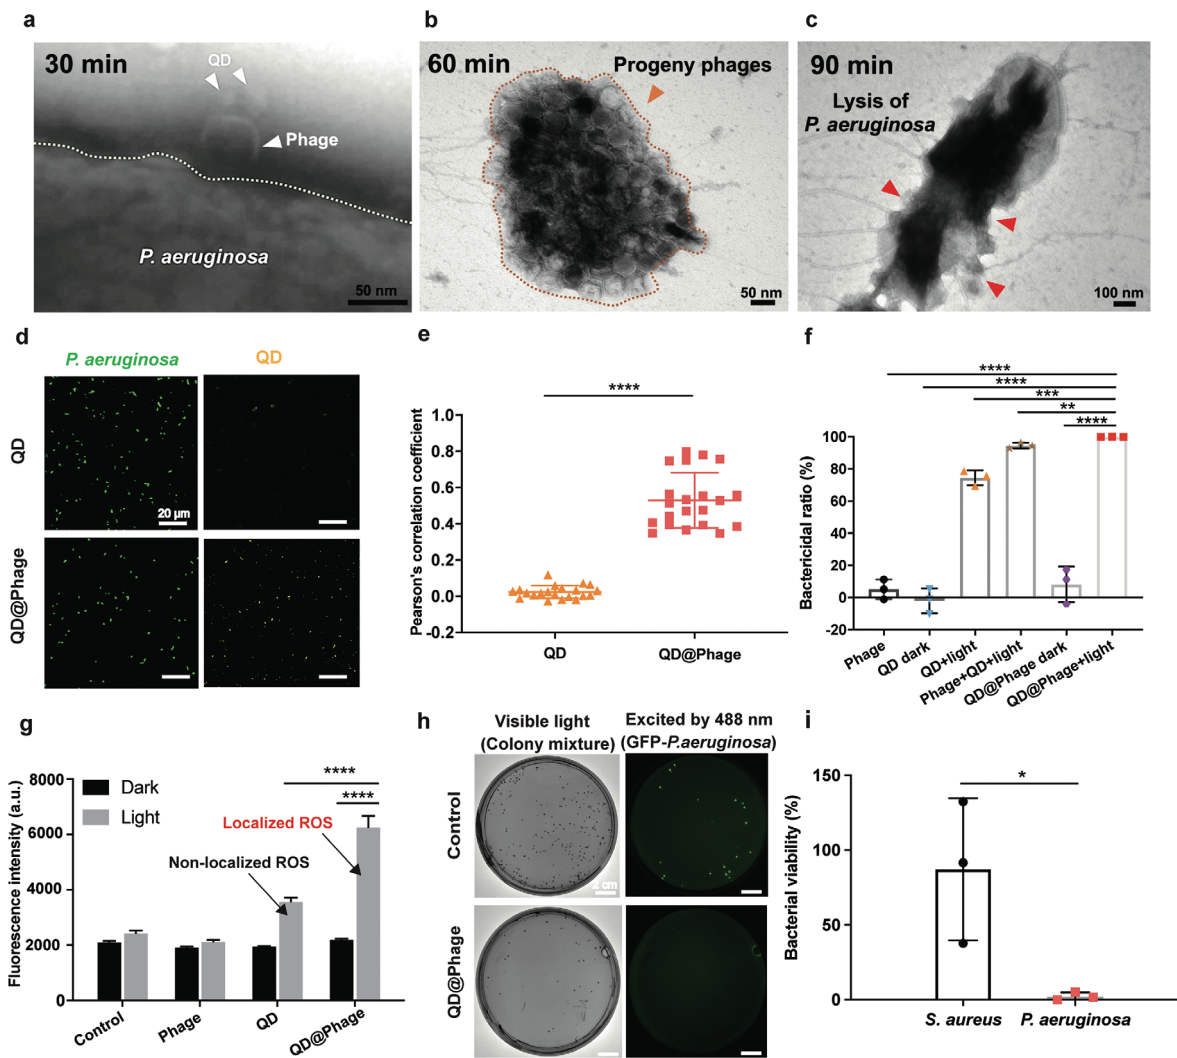 a
30 min
QD
Phage
P. aeruginosa
50 nm
b
60 min
Progeny phages
50 nm
c
90 min
Lysis of
P. aeruginosa
100 nm
d
P. aeruginosa
QD
QD
20 µm
QD@Phage
e
****
Pearson's correlation coefficient
1.0
0.8
0.6
0.4
0.2
0.0
-0.2
QD
QD@Phage
f
****
****
***
**
****
Bactericidal ratio (%)
100
80
60
40
20
0
-20
Phage
QD dark
QD+light
Phage+QD+light
QD@Phage dark
QD@Phage+light
g
Fluorescence intensity (a.u.)
8000
6000
4000
2000
0
Dark
Light
****
****
Localized ROS
Non-localized ROS
Control
Phage
QD
QD@Phage
h
Visible light
(Colony mixture)
Excited by 488 nm
(GFP-P.aeruginosa)
Control
2 cm
QD@Phage
i
Bacterial viability (%)
150
100
50
0
*
S. aureus
P. aeruginosa